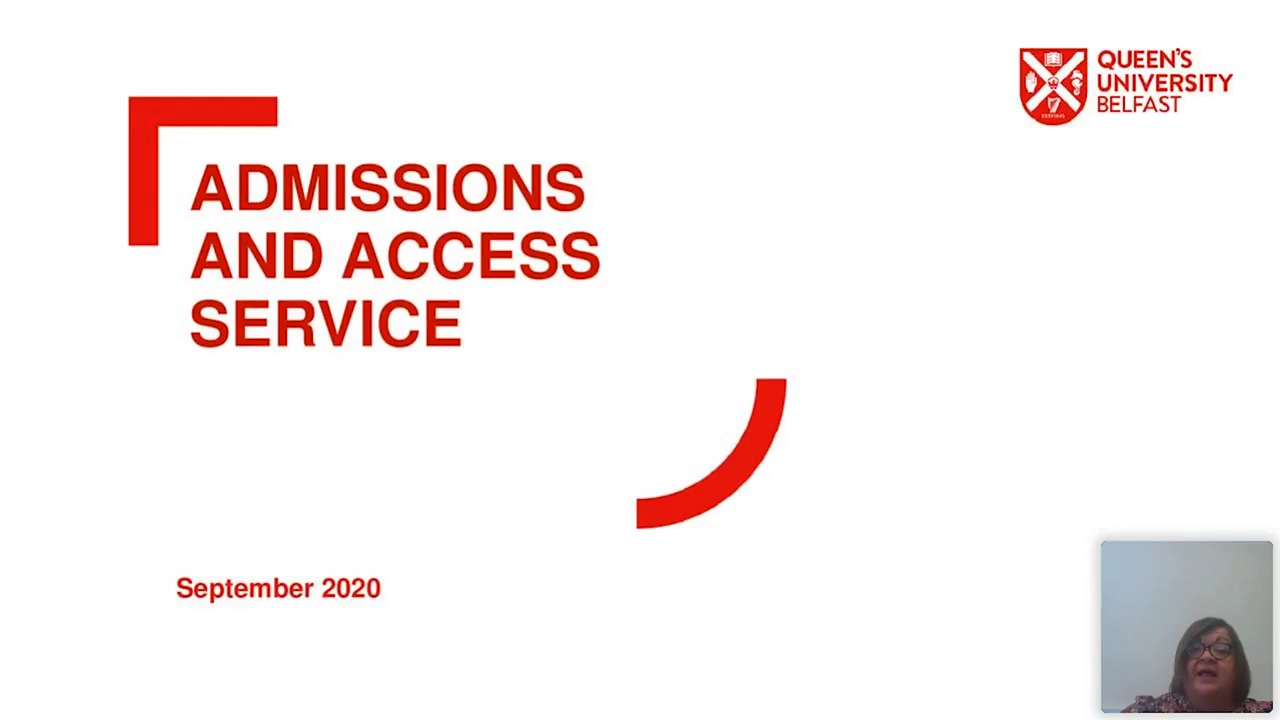 QUEEN'S
UNIVERSITY
BELFAST
ADMISSIONS
AND ACCESS
SERVICE
September 2020